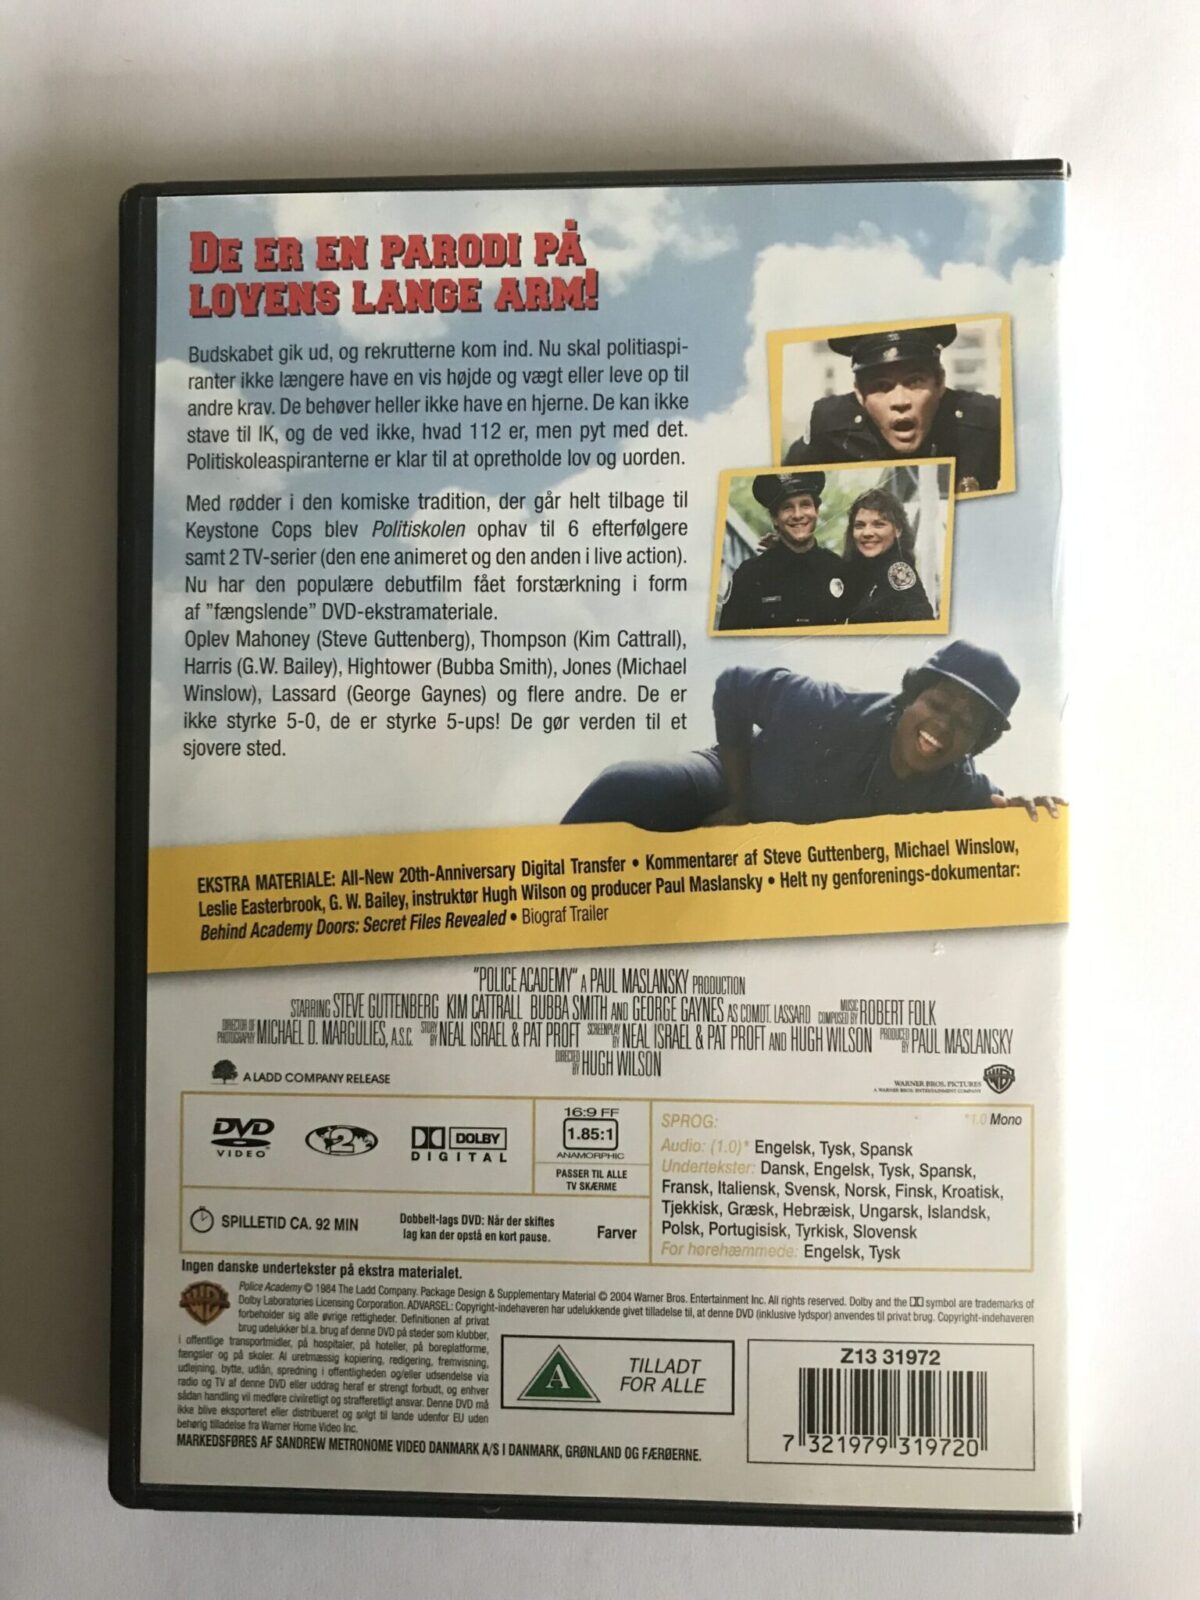 DE ER EN PARODI PÅ
LOVENS LANGE ARM!
Budskabet gik ud, og rekrutterne kom ind. Nu skal politiaspi-
ranter ikke længere have en vis højde og vægt eller leve op til
andre krav. De behøver heller ikke have en hjerne. De kan ikke
stave til IK, og de ved ikke, hvad 112 er, men pyt med det.
Politiskoleaspiranterne er klar til at opretholde lov og uorden.
Med rødder i den komiske tradition, der går helt tilbage til
Keystone Cops blev Politiskolen ophav til 6 efterfølgere
samt 2 TV-serier (den ene animeret og den anden i live action).
Nu har den populære debutfilm fået forstærkning i form
af ”fængslende” DVD-ekstramateriale.
Oplev Mahoney (Steve Guttenberg), Thompson (Kim Cattrall),
Harris (G.W. Bailey), Hightower (Bubba Smith), Jones (Michael
Winslow), Lassard (George Gaynes) og flere andre. De er
ikke styrke 5-0, de er styrke 5-ups! De gør verden til et
sjovere sted.
EKSTRA MATERIALE: All-New 20th-Anniversary Digital Transfer • Kommentarer af Steve Guttenberg, Michael Winslow,
Leslie Easterbrook, G. W. Bailey, instruktør Hugh Wilson og producer Paul Maslansky • Helt ny genforenings-dokumentar:
Behind Academy Doors: Secret Files Revealed • Biograf Trailer
"POLICE ACADEMY" A PAUL MASLANSKY PRODUCTION
STARRING STEVE GUTTENBERG KIM CATTRALL BUBBA SMITH AND GEORGE GAYNES AS COMDT. LASSARD MUSIC COMPOSED BY ROBERT FOLK
DIRECTOR OF PHOTOGRAPHY MICHAEL D. MARGULIES, A.S.C. STORY BY NEAL ISRAEL & PAT PROFT SCREENPLAY BY NEAL ISRAEL & PAT PROFT AND HUGH WILSON PRODUCED BY PAUL MASLANSKY
DIRECTED BY HUGH WILSON
A LADD COMPANY RELEASE
WARNER BROS. PICTURES
A WARNER BROS. ENTERTAINMENT COMPANY
DVD
VIDEO
2
DOLBY
DIGITAL
16:9 FF
1.85:1
ANAMORPHIC
PASSER TIL ALLE
TV SKÆRME
SPILLETID CA. 92 MIN
Dobbelt-lags DVD: Når der skiftes
lag kan der opstå en kort pause.
Farver
SPROG: *1.0 Mono
Audio: (1.0)* Engelsk, Tysk, Spansk
Undertekster: Dansk, Engelsk, Tysk, Spansk,
Fransk, Italiensk, Svensk, Norsk, Finsk, Kroatisk,
Tjekkisk, Græsk, Hebræisk, Ungarsk, Islandsk,
Polsk, Portugisisk, Tyrkisk, Slovensk
For hørehæmmede: Engelsk, Tysk
Ingen danske undertekster på ekstra materialet.
Police Academy © 1984 The Ladd Company. Package Design & Supplementary Material © 2004 Warner Bros. Entertainment Inc. All rights reserved. Dolby and the symbol are trademarks of
Dolby Laboratories Licensing Corporation. ADVARSEL: Copyright-indehaveren har udelukkende givet tilladelse til, at denne DVD (inklusive lydspor) anvendes til privat brug. Copyright-indehaveren
forbeholder sig alle øvrige rettigheder. Definitionen af privat
brug udelukker bl.a. brug af denne DVD på steder som klubber,
i offentlige transportmidler, på hospitaler, på hoteller, på boreplatforme,
fængsler og på skoler. Al uretmæssig kopiering, redigering, fremvisning,
udlejning, bytte, udlån, spredning i offentligheden og/eller udsendelse via
radio og TV af denne DVD eller uddrag heraf er strengt forbudt, og enhver
sådan handling vil medføre civilretligt og strafferetligt ansvar. Denne DVD må
ikke blive eksporteret eller distribueret og solgt til lande udenfor EU uden
behørig tilladelse fra Warner Home Video Inc.
MARKEDSFØRES AF SANDREW METRONOME VIDEO DANMARK A/S I DANMARK, GRØNLAND OG FÆRØERNE.
A
TILLADT
FOR ALLE
Z13 31972
7 321979 319720